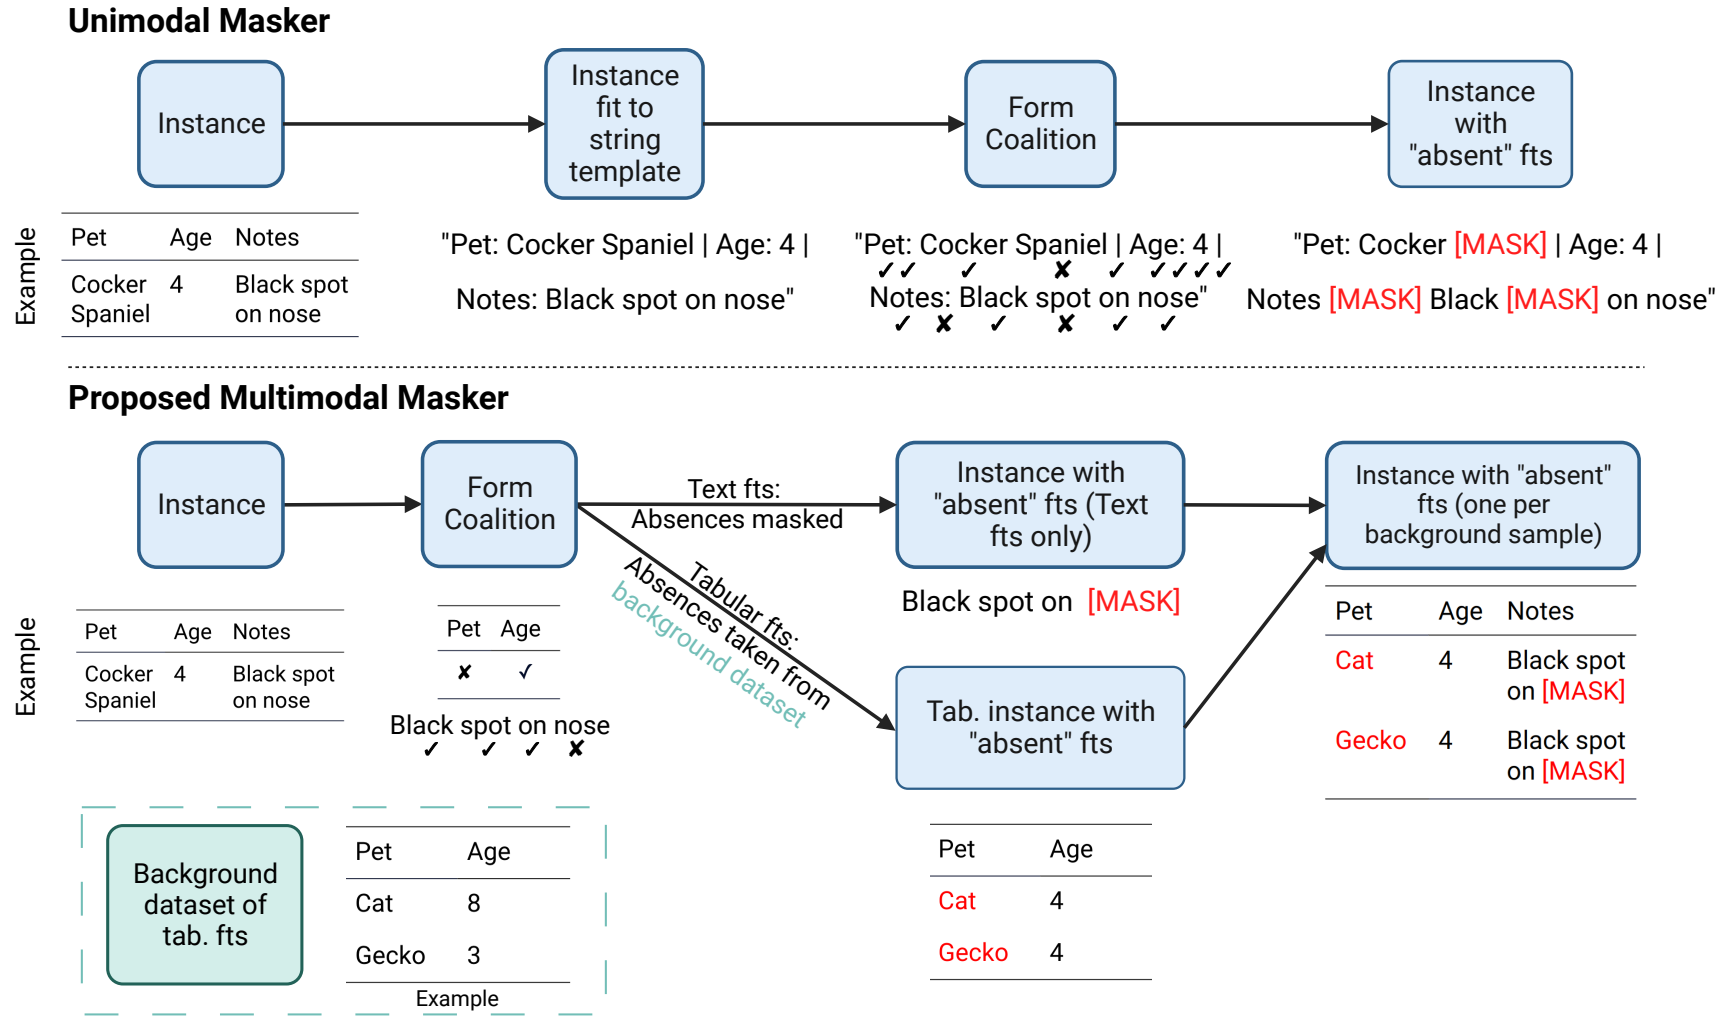 Unimodal Masker
Instance
Instance
fit to
string
template
Form
Coalition
Instance
with
"absent" fts
Example
Pet Age Notes
Cocker 4 Black spot
Spaniel on nose
"Pet: Cocker Spaniel | Age: 4 |
Notes: Black spot on nose"
"Pet: Cocker Spaniel | Age: 4 |
✓✓ ✓ ✘ ✓ ✓✓✓✓
Notes: Black spot on nose"
✓ ✘ ✓ ✘ ✓ ✓
"Pet: Cocker [MASK] | Age: 4 |
Notes [MASK] Black [MASK] on nose"
Proposed Multimodal Masker
Instance
Form
Coalition
Text fts:
Absences masked
Tabular fts:
Absences taken from
background dataset
Instance with
"absent" fts (Text
fts only)
Instance with "absent"
fts (one per
background sample)
Example
Pet Age Notes
Cocker 4 Black spot
Spaniel on nose
Pet Age
✘ ✓
Black spot on nose
✓ ✓ ✓ ✘
Black spot on [MASK]
Tab. instance with
"absent" fts
Pet Age Notes
Cat 4 Black spot
on [MASK]
Gecko 4 Black spot
on [MASK]
Background
dataset of
tab. fts
Pet Age
Cat 8
Gecko 3
Example
Pet Age
Cat 4
Gecko 4